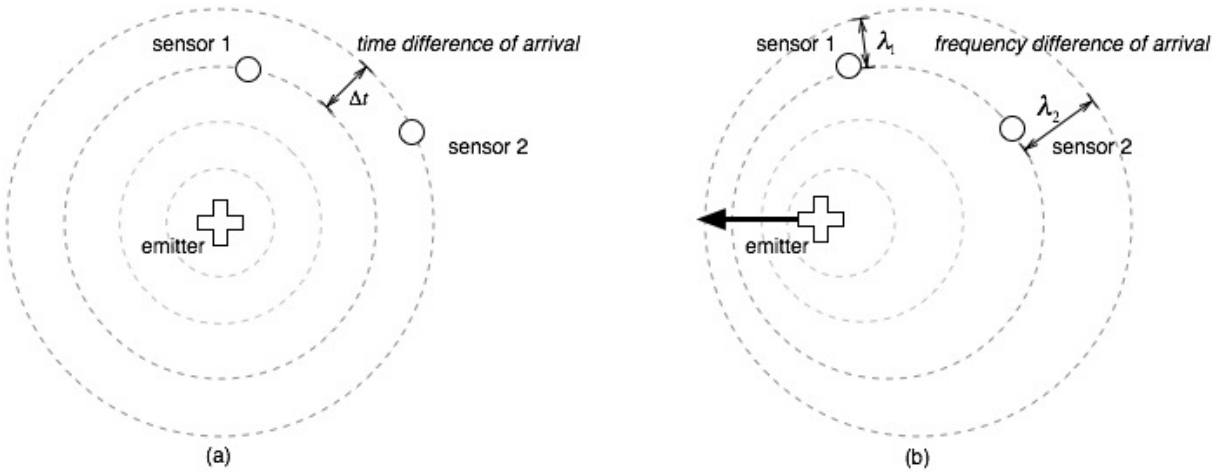 sensor 1
time difference of arrival
Δt
sensor 2
emitter
(a)
sensor 1
λ₁
frequency difference of arrival
λ₂
sensor 2
emitter
(b)